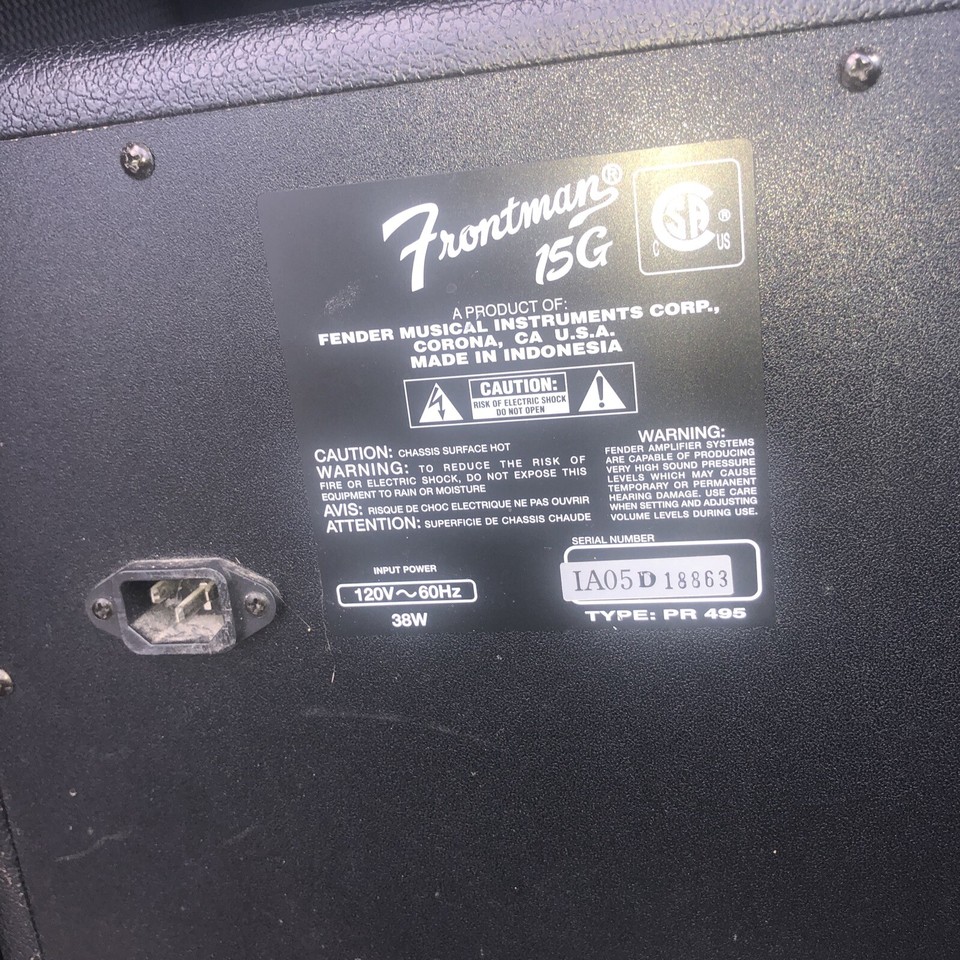 Frontman®
15G
CSA®
C US
A PRODUCT OF:
FENDER MUSICAL INSTRUMENTS CORP.,
CORONA, CA U.S.A.
MADE IN INDONESIA
CAUTION:
RISK OF ELECTRIC SHOCK
DO NOT OPEN
CAUTION: CHASSIS SURFACE HOT
WARNING: TO REDUCE THE RISK OF
FIRE OR ELECTRIC SHOCK, DO NOT EXPOSE THIS
EQUIPMENT TO RAIN OR MOISTURE
AVIS: RISQUE DE CHOC ELECTRIQUE NE PAS OUVRIR
ATTENTION: SUPERFICIE DE CHASSIS CHAUDE
WARNING:
FENDER AMPLIFIER SYSTEMS
ARE CAPABLE OF PRODUCING
VERY HIGH SOUND PRESSURE
LEVELS WHICH MAY CAUSE
TEMPORARY OR PERMANENT
HEARING DAMAGE. USE CARE
WHEN SETTING AND ADJUSTING
VOLUME LEVELS DURING USE.
INPUT POWER
120V~60Hz
38W
SERIAL NUMBER
IA05D18863
TYPE: PR 495